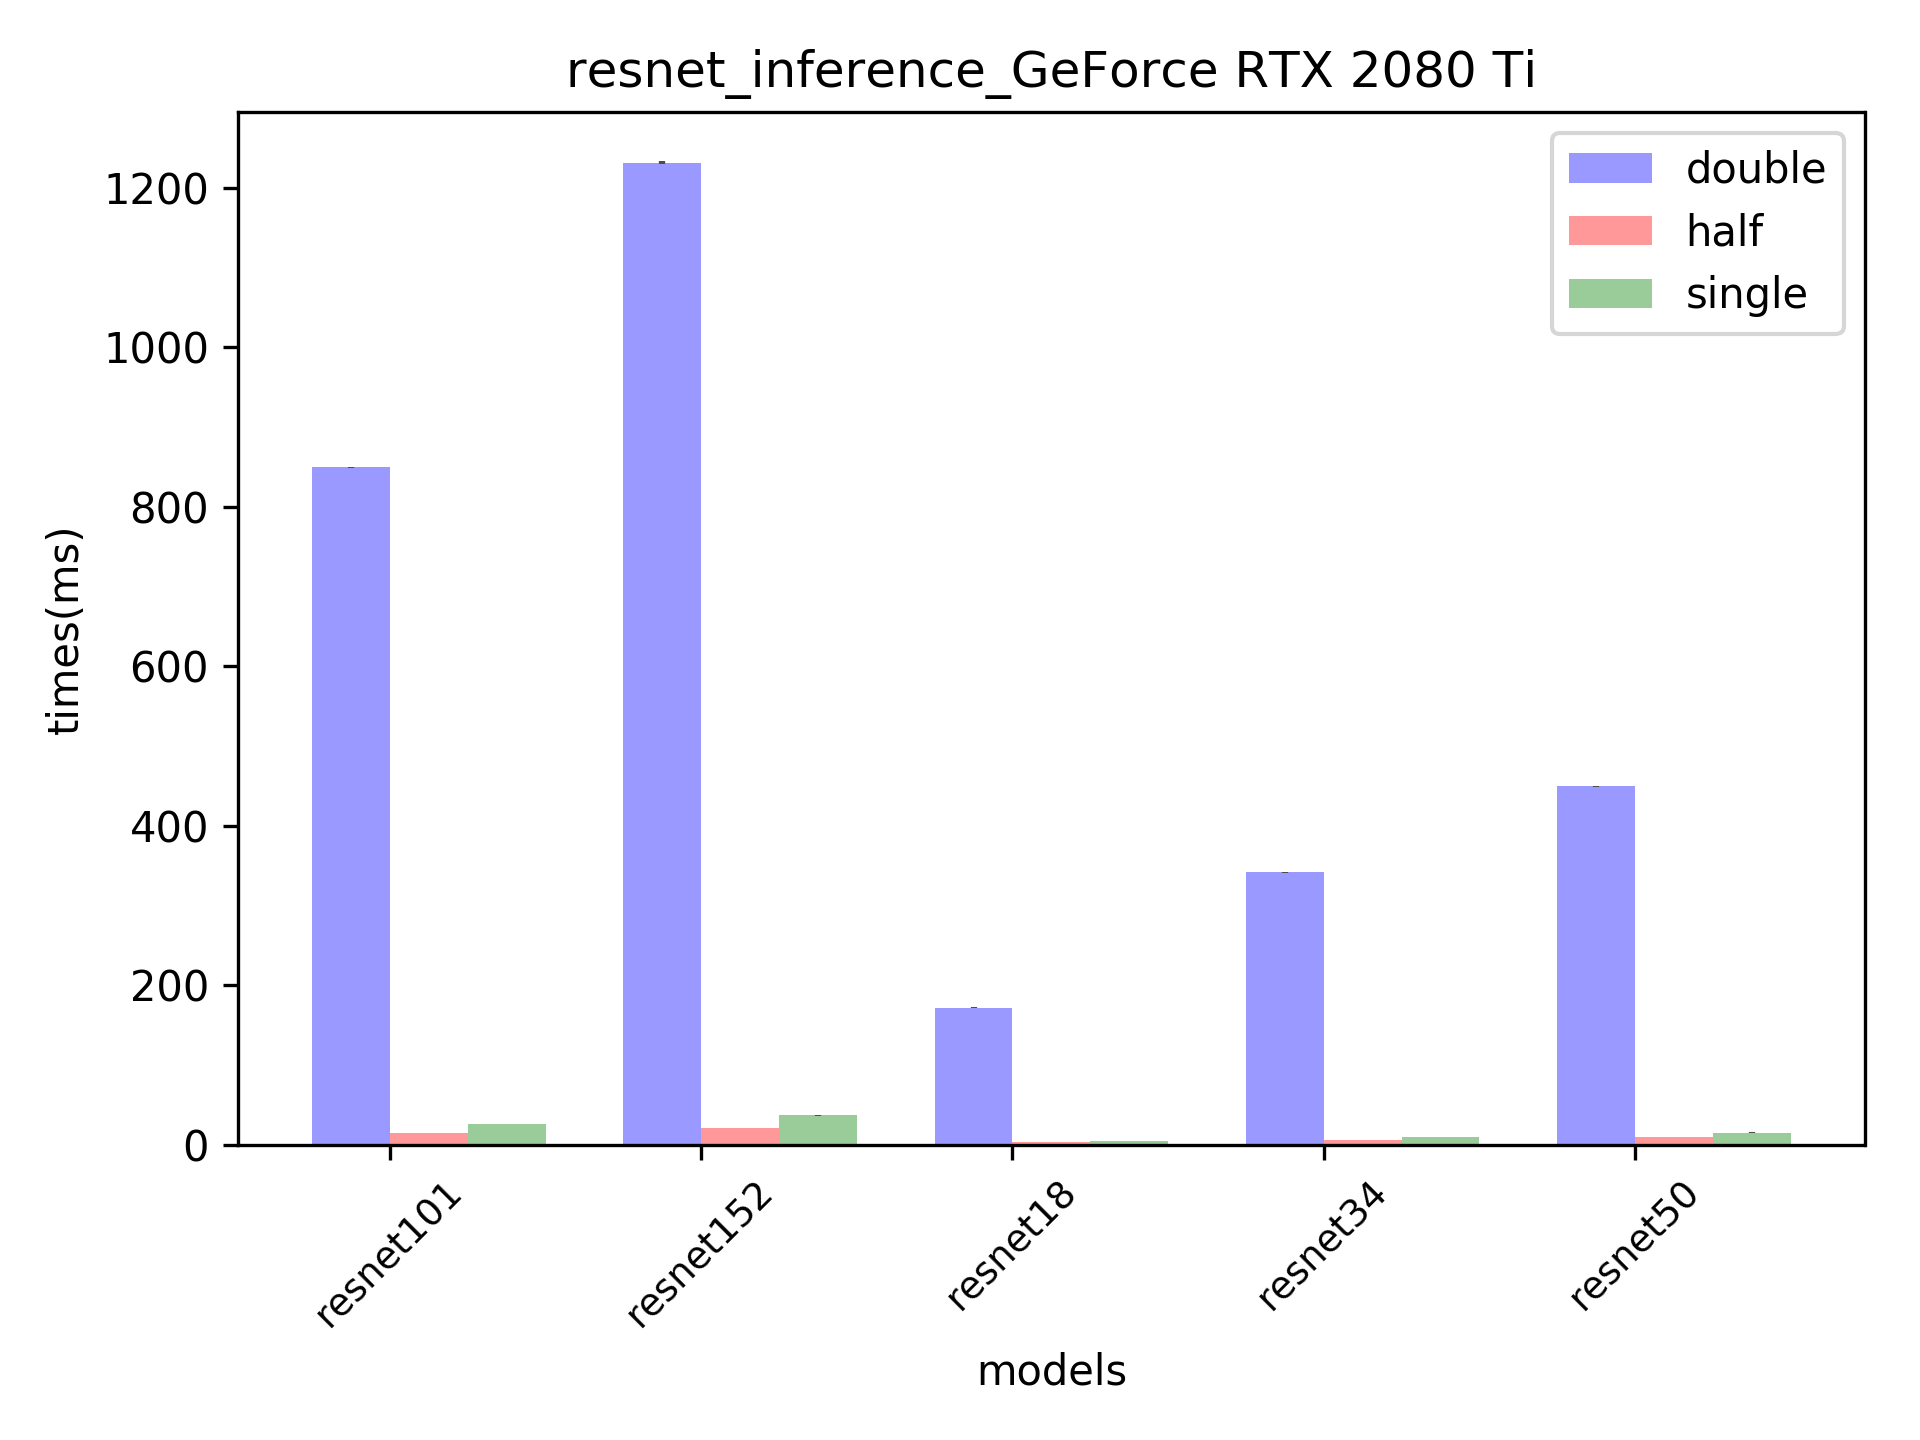 resnet_inference_GeForce RTX 2080 Ti
double
half
single
times(ms)
1200
1000
800
600
400
200
0
resnet101
resnet152
resnet18
resnet34
resnet50
models